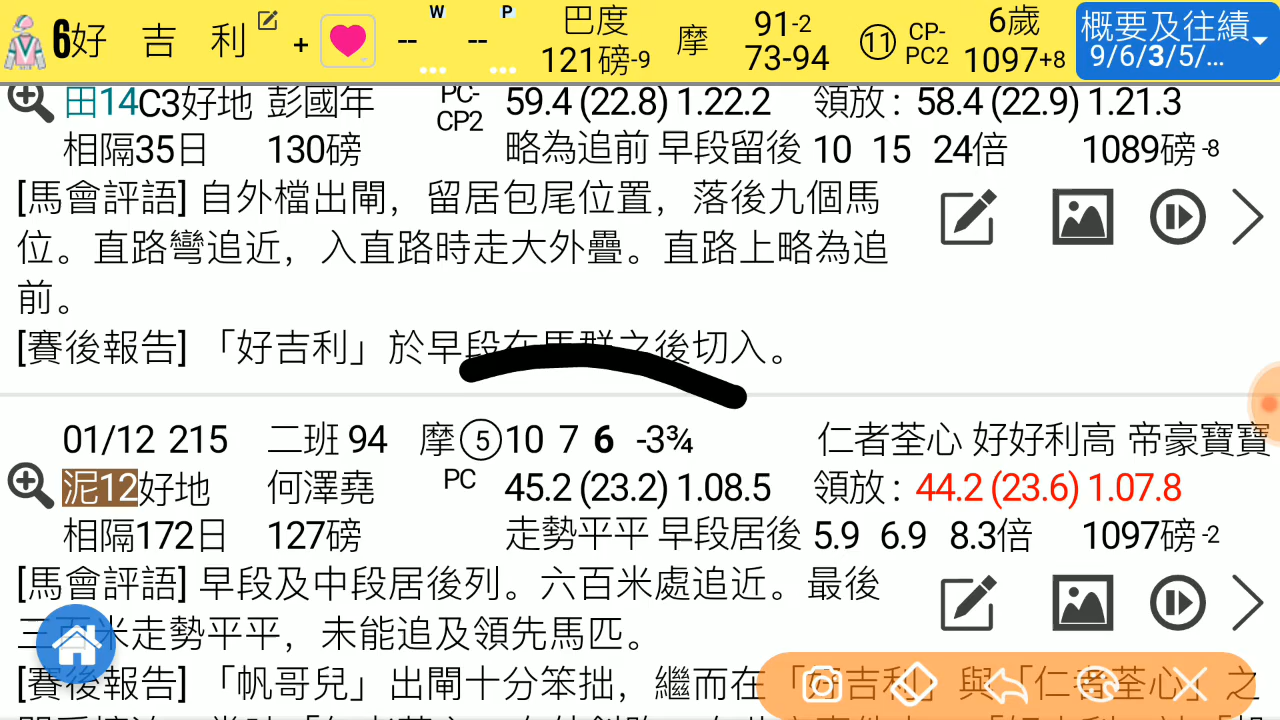 W P
6好 吉 利 + -- -- 巴度 摩 91-2 11 CP-PC2 6歲 概要及往績
121磅-9 73-94 1097+8 9/6/3/5/...
田14C3好地 彭國年 PC-CP2 59.4 (22.8) 1.22.2 領放 : 58.4 (22.9) 1.21.3
相隔35日 130磅 略為追前 早段留後 10 15 24倍 1089磅 -8
[馬會評語] 自外檔出閘，留居包尾位置，落後九個馬
位。直路彎追近，入直路時走大外疊。直路上略為追
前。
[賽後報告] 「好吉利」於早段在馬群之後切入。
01/12 215 二班 94 摩 5 10 7 6 -3¾ 仁者荃心 好好利高 帝豪寶寶
泥12好地 何澤堯 PC 45.2 (23.2) 1.08.5 領放 : 44.2 (23.6) 1.07.8
相隔172日 127磅 走勢平平 早段居後 5.9 6.9 8.3倍 1097磅 -2
[馬會評語] 早段及中段居後列。六百米處追近。最後
三百米走勢平平，未能追及領先馬匹。
[賽後報告] 「帆哥兒」出閘十分笨拙，繼而在「好吉利」與「仁者荃心」之